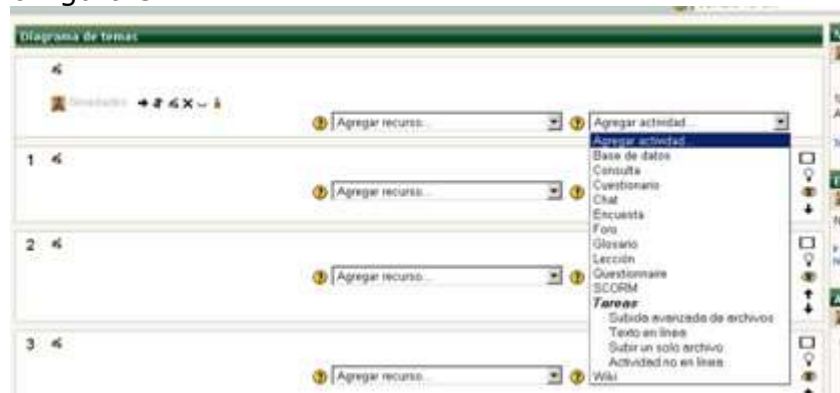 Diagrama de temas
Novedades
Agregar recurso...
Agregar actividad...
Agregar actividad...
Base de datos
Consulta
Cuestionario
Chat
Encuesta
Foro
Glosario
Lección
Questionnaire
SCORM
Tareas
Subida avanzada de archivos
Texto en línea
Subir un solo archivo
Actividad no en línea
Wiki
1
Agregar recurso...
2
Agregar recurso...
3
Agregar recurso...